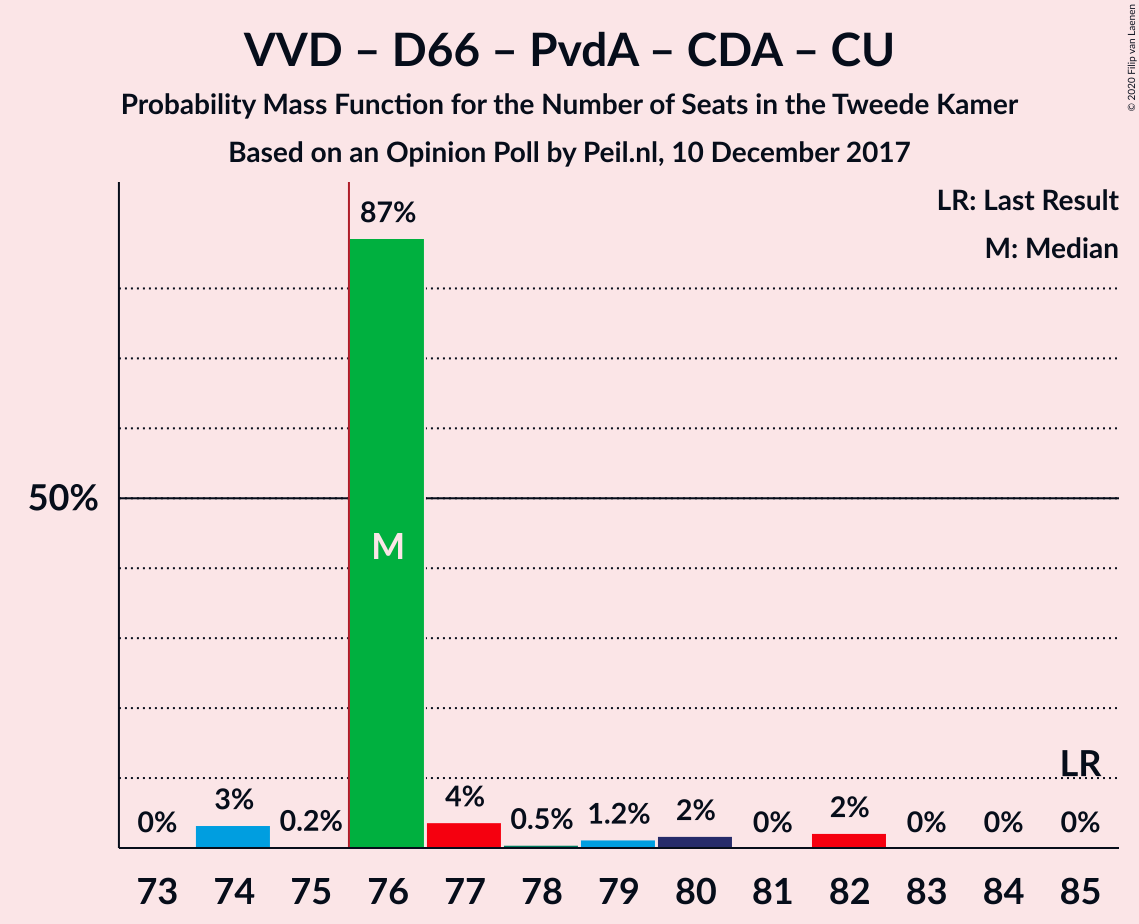 VVD – D66 – PvdA – CDA – CU
Probability Mass Function for the Number of Seats in the Tweede Kamer
Based on an Opinion Poll by Peil.nl, 10 December 2017
© 2020 Filip van Laenen
LR: Last Result
M: Median
87%
50%
M
LR
0% 3% 0.2% 4% 0.5% 1.2% 2% 0% 2% 0% 0% 0%
73 74 75 76 77 78 79 80 81 82 83 84 85